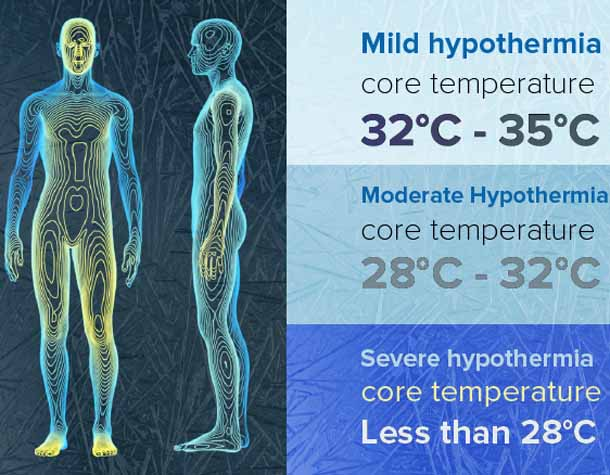 Mild hypothermia
core temperature
32°C - 35°C
Moderate Hypothermia
core temperature
28°C - 32°C
Severe hypothermia
core temperature
Less than 28°C